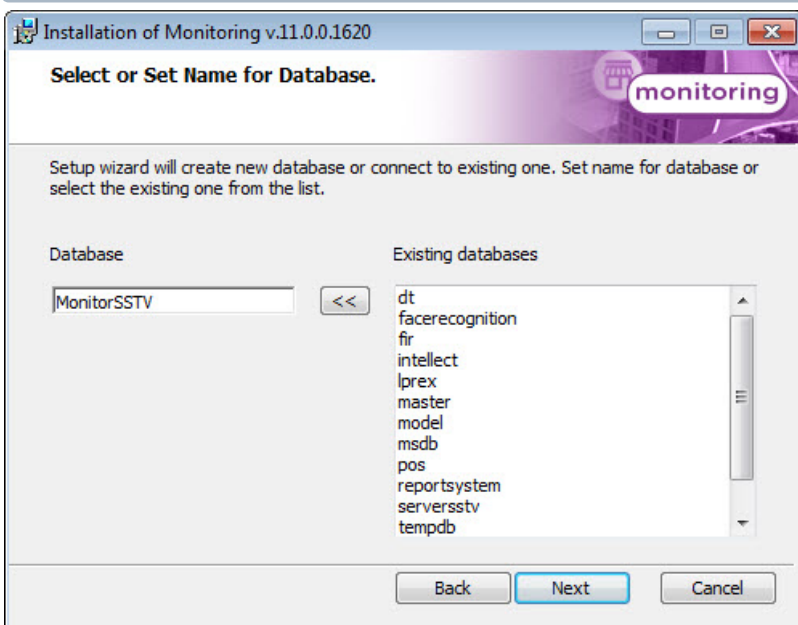 Installation of Monitoring v.11.0.0.1620
Select or Set Name for Database.
monitoring
Setup wizard will create new database or connect to existing one. Set name for database or
select the existing one from the list.
Database
Existing databases
MonitorSSTV
<<
dt
facerecognition
fir
intellect
lprex
master
model
msdb
pos
reportsystem
serversstv
tempdb
Back
Next
Cancel